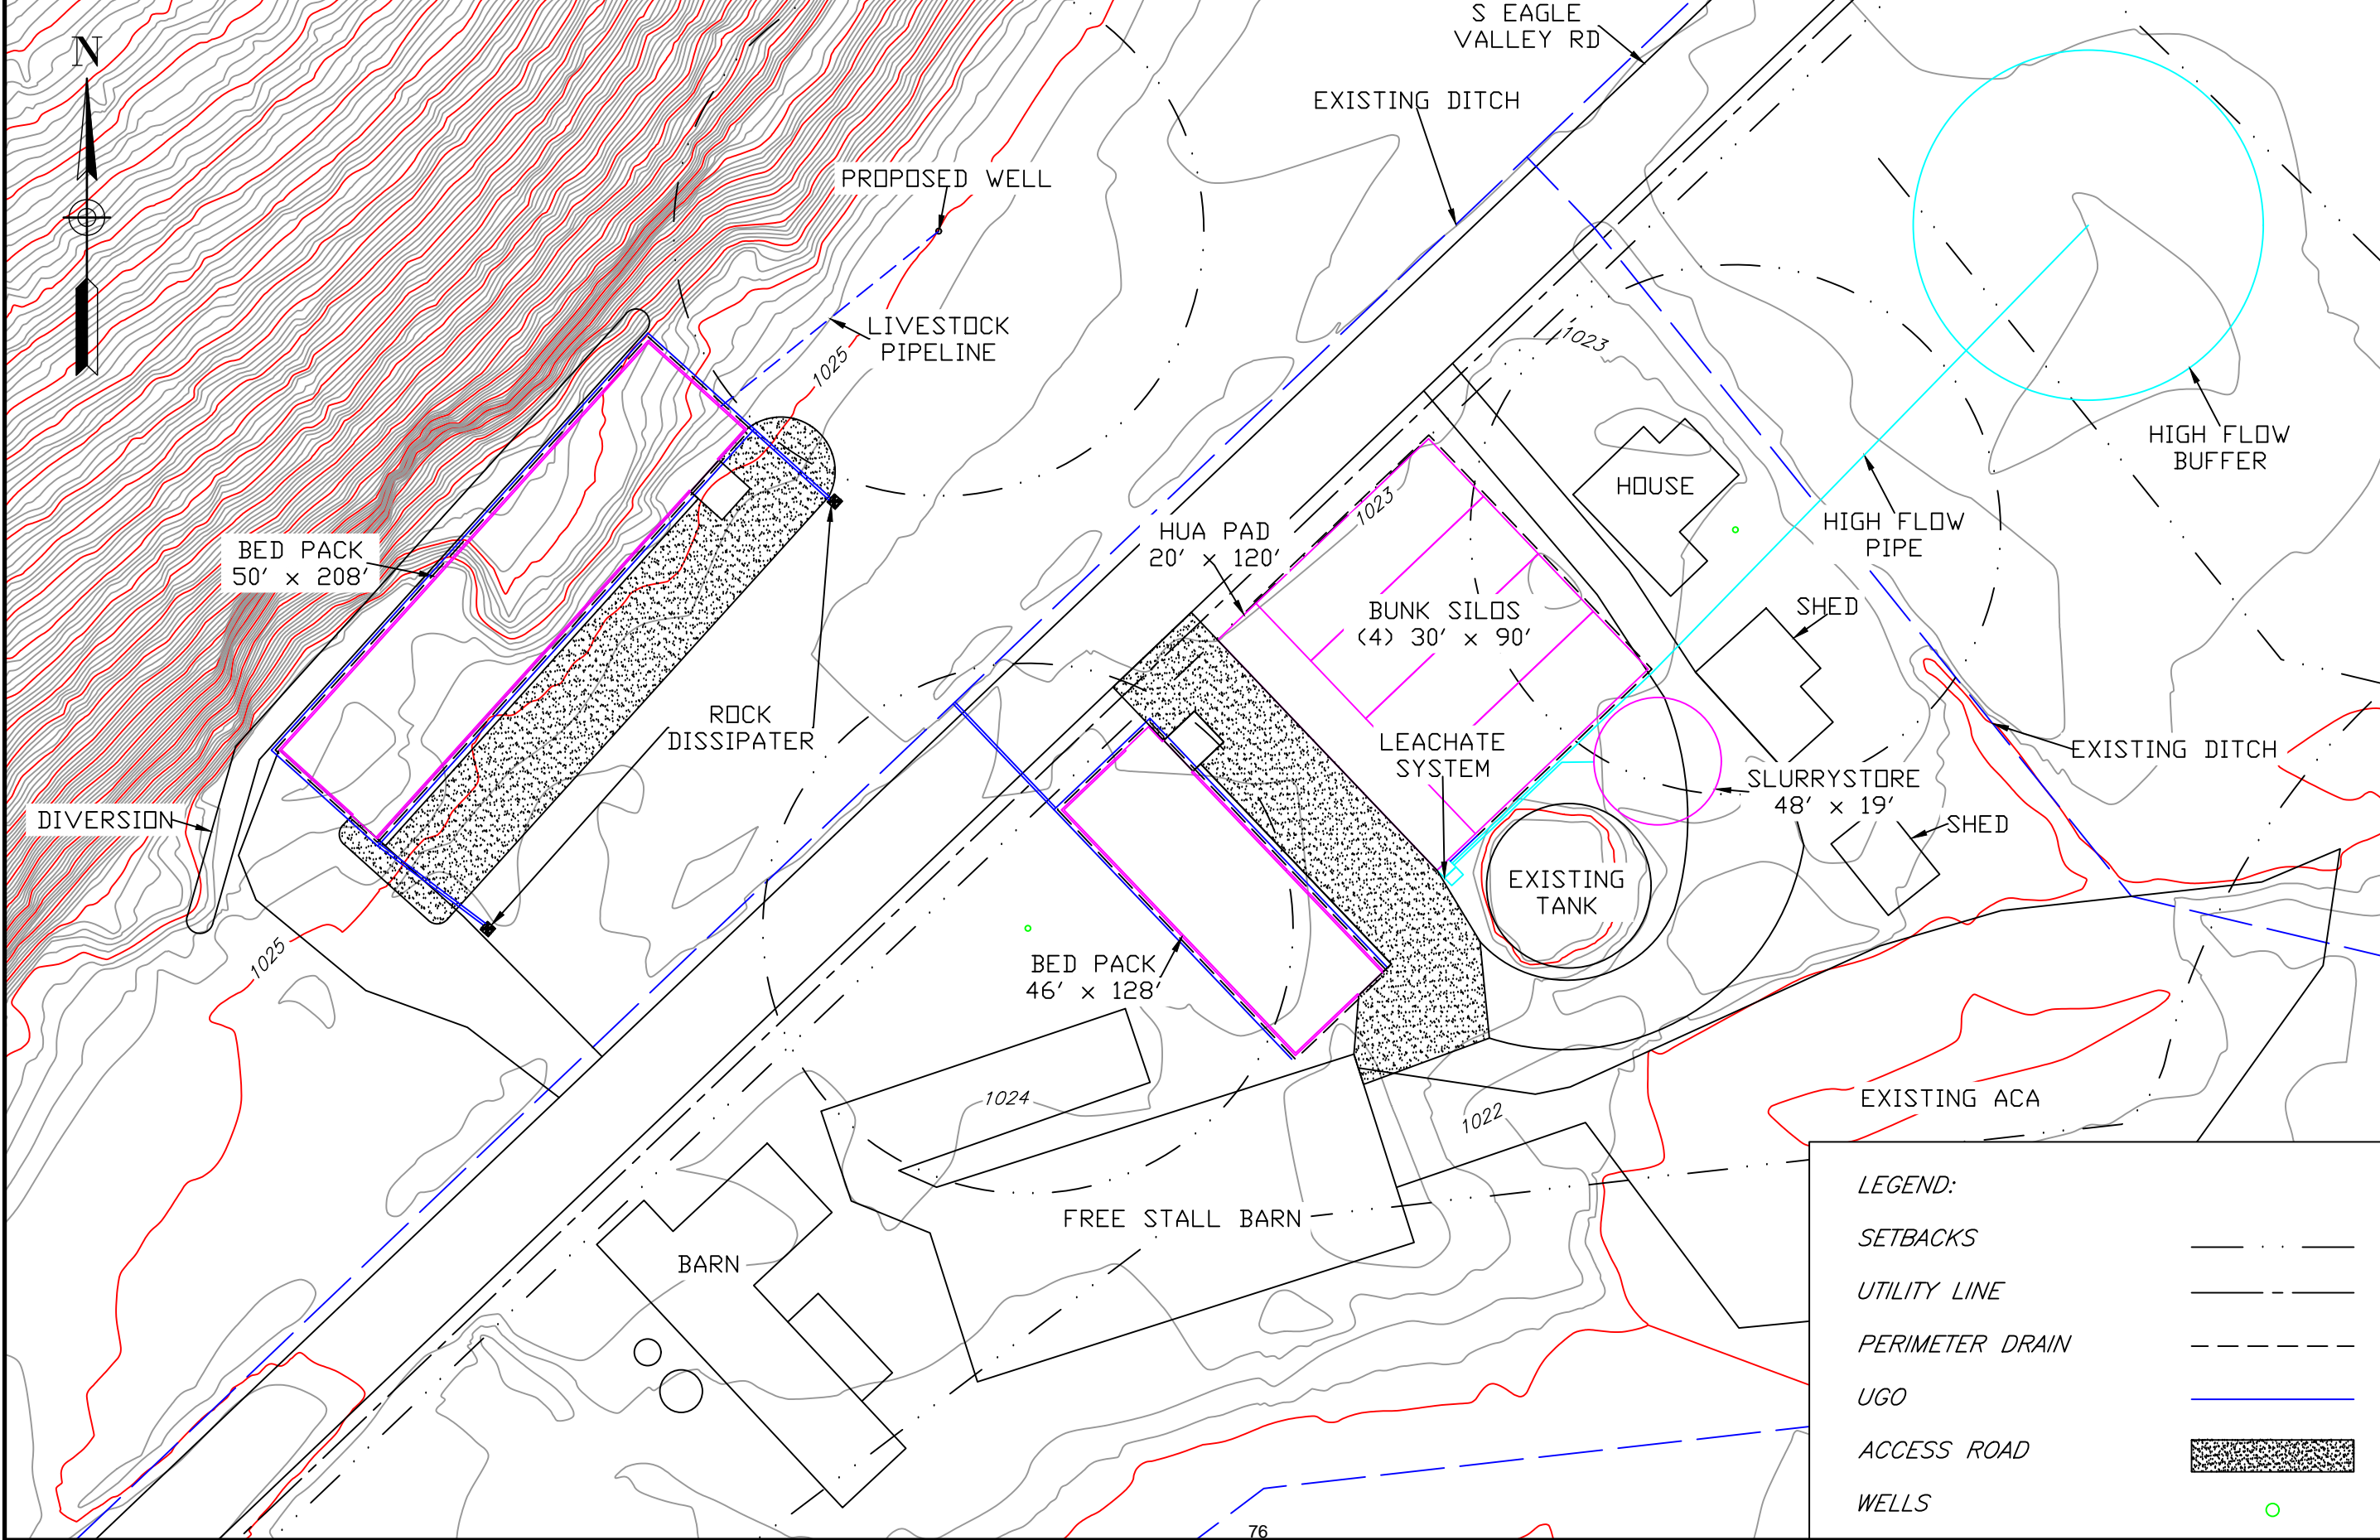 S EAGLE
VALLEY RD
N
EXISTING DITCH
PROPOSED WELL
LIVESTOCK
PIPELINE
1025
1023
HIGH FLOW
BUFFER
HOUSE
1023
HUA PAD
20' x 120'
HIGH FLOW
PIPE
BED PACK
50' x 208'
BUNK SILOS
(4) 30' x 90'
SHED
ROCK
DISSIPATER
LEACHATE
SYSTEM
EXISTING DITCH
SLURRYSTORE
48' x 19'
DIVERSION
SHED
EXISTING
TANK
1025
BED PACK
46' x 128'
1024
1022
EXISTING ACA
FREE STALL BARN
BARN
LEGEND:
SETBACKS
UTILITY LINE
PERIMETER DRAIN
UGO
ACCESS ROAD
WELLS
76